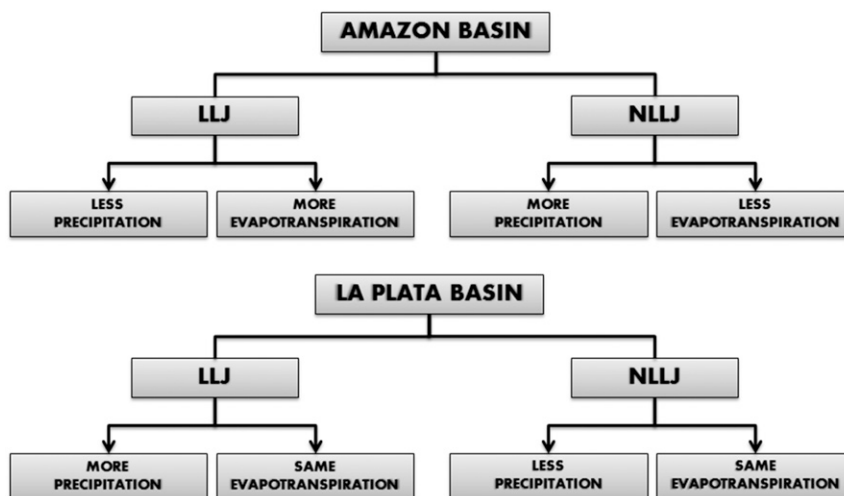 AMAZON BASIN
LLJ
NLLJ
LESS
PRECIPITATION
MORE
EVAPOTRANSPIRATION
MORE
PRECIPITATION
LESS
EVAPOTRANSPIRATION
LA PLATA BASIN
LLJ
NLLJ
MORE
PRECIPITATION
SAME
EVAPOTRANSPIRATION
LESS
PRECIPITATION
SAME
EVAPOTRANSPIRATION